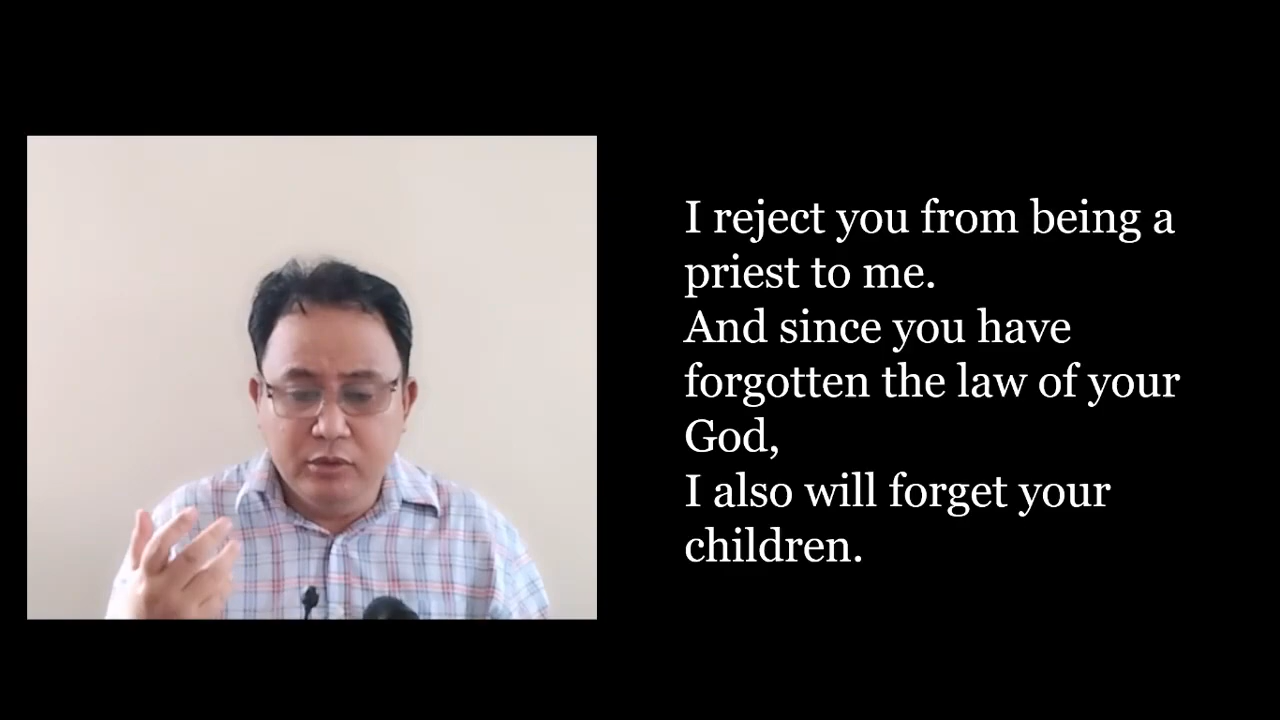 I reject you from being a
priest to me.
And since you have
forgotten the law of your
God,
I also will forget your
children.